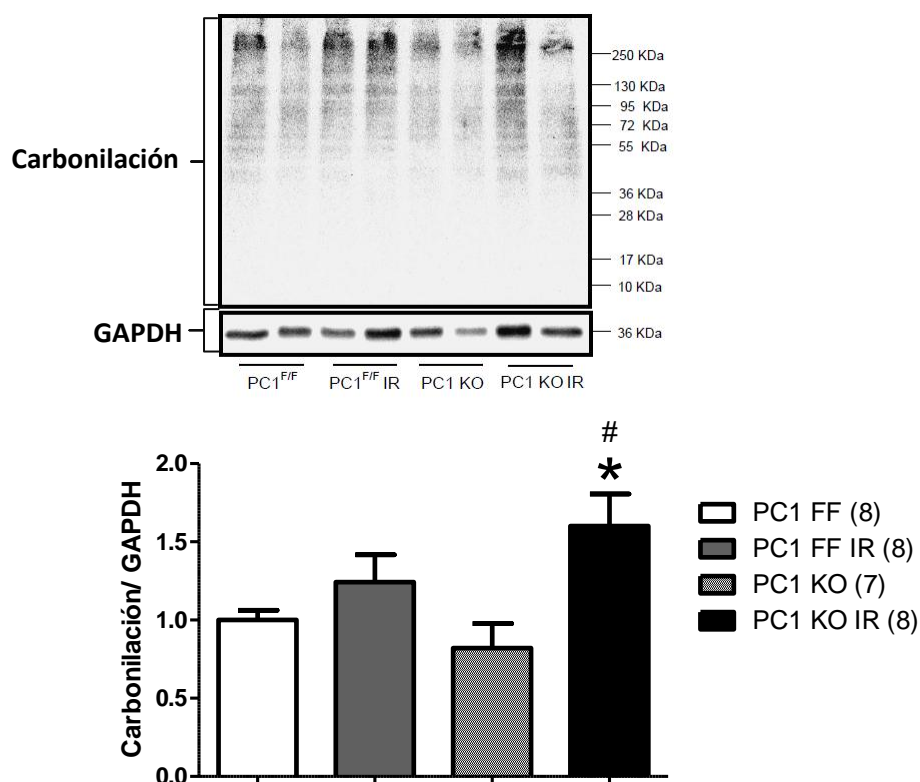 Carbonilación
250 KDa
130 KDa
95 KDa
72 KDa
55 KDa
36 KDa
28 KDa
17 KDa
10 KDa
GAPDH
36 KDa
PC1F/F PC1F/F IR PC1 KO PC1 KO IR
#
*
Carbonilación/ GAPDH
2.0
1.5
1.0
0.5
0.0
PC1 FF (8)
PC1 FF IR (8)
PC1 KO (7)
PC1 KO IR (8)